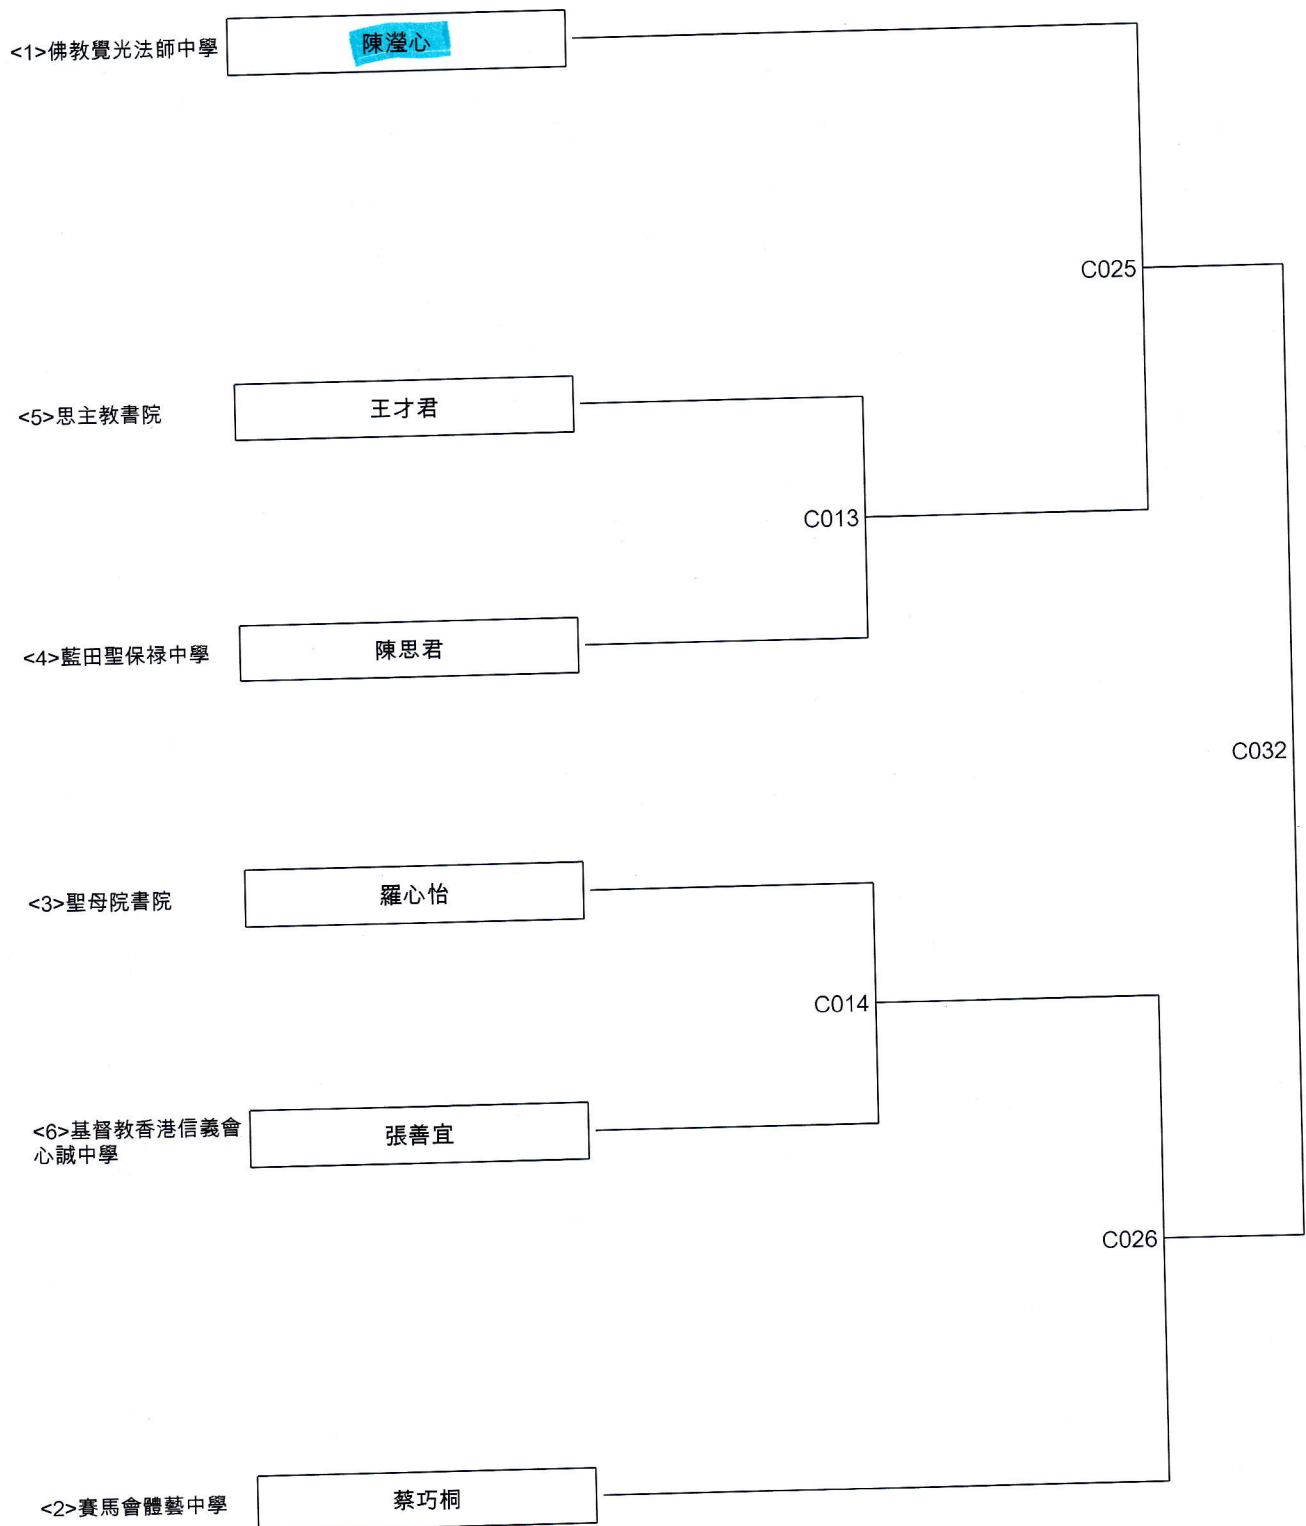 <1>佛教覺光法師中學
陳瀅心
C025
<5>思主教書院
王才君
C013
<4>藍田聖保禄中學
陳思君
C032
<3>聖母院書院
羅心怡
C014
<6>基督教香港信義會
心誠中學
張善宜
C026
<2>賽馬會體藝中學
蔡巧桐